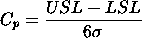 C_p = \frac{USL - LSL}{6\sigma}